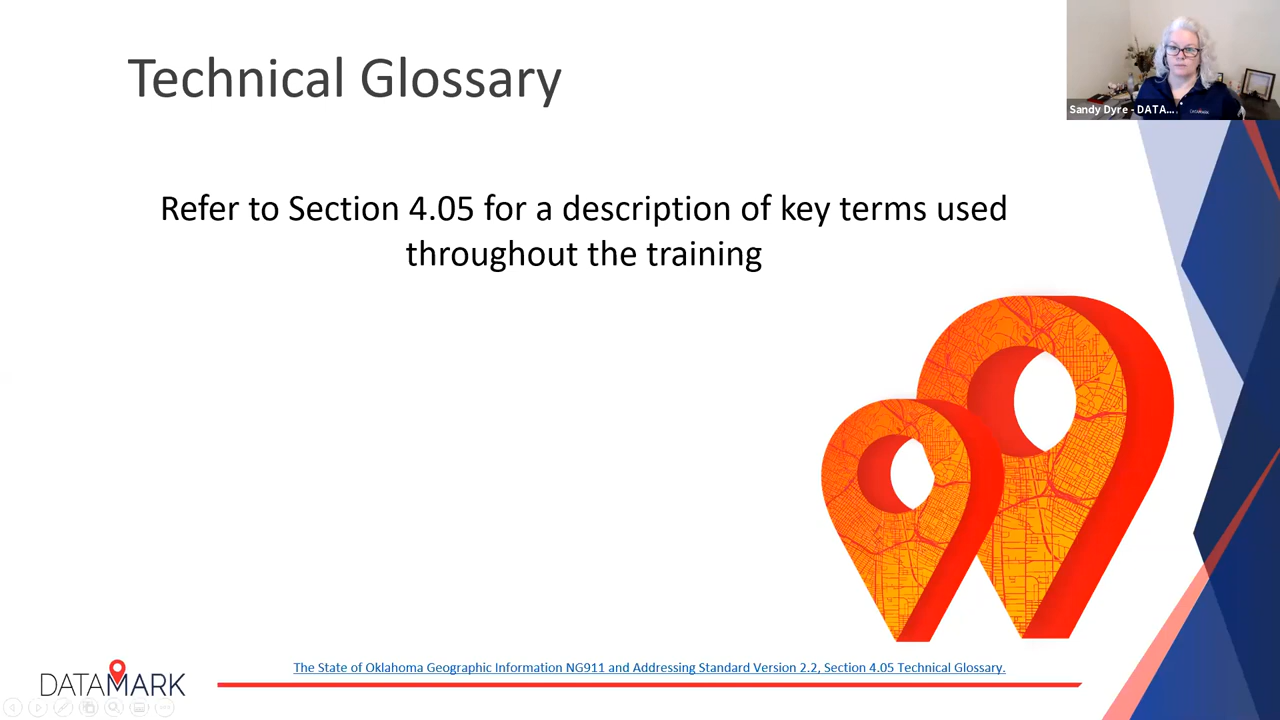 Technical Glossary
Sandy Dyre - DATA...
Refer to Section 4.05 for a description of key terms used
throughout the training
The State of Oklahoma Geographic Information NG911 and Addressing Standard Version 2.2, Section 4.05 Technical Glossary.
DATAMARK